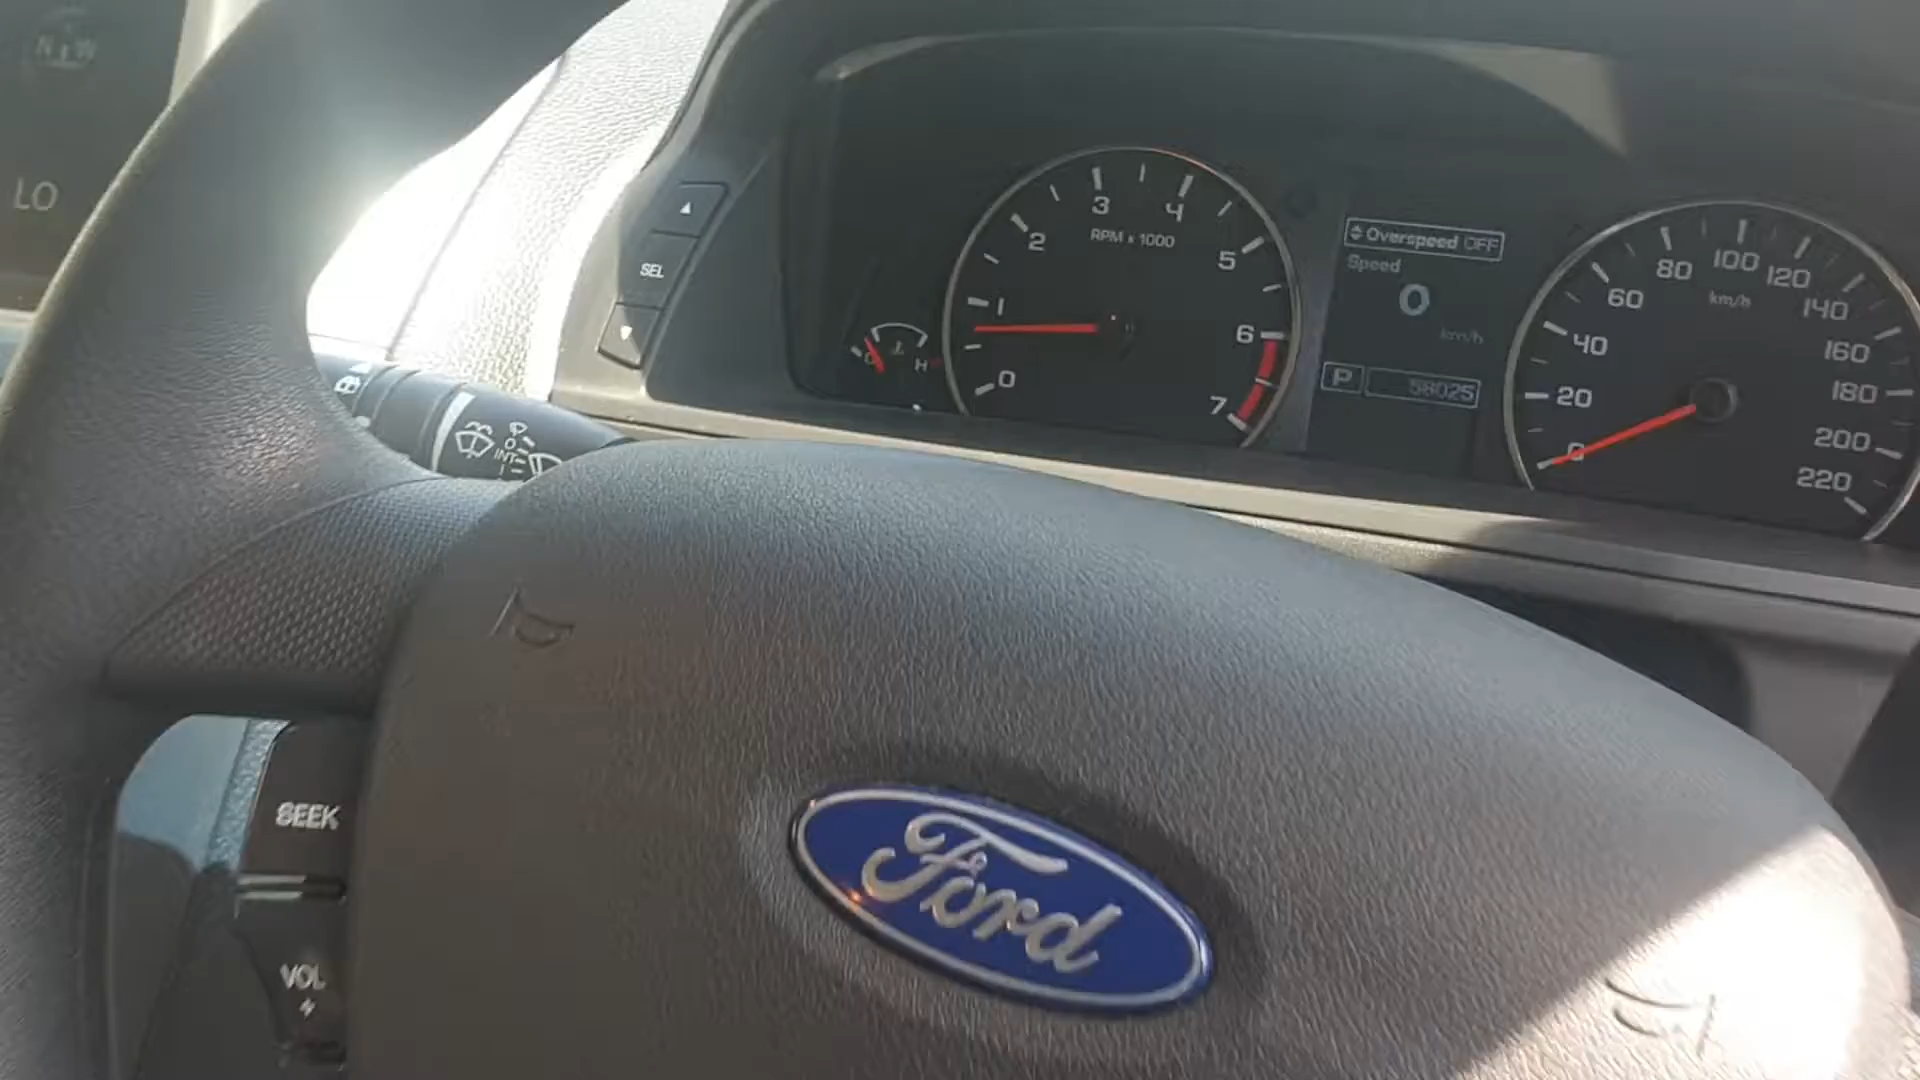 N W
LO
SEL
INT
C
H
0
1
2
3
4
5
6
7
RPM x 1000
Overspeed OFF
Speed
0
km/h
P
58025
0
20
40
60
80
100
120
140
160
180
200
220
km/h
SEEK
VOL
+
Ford